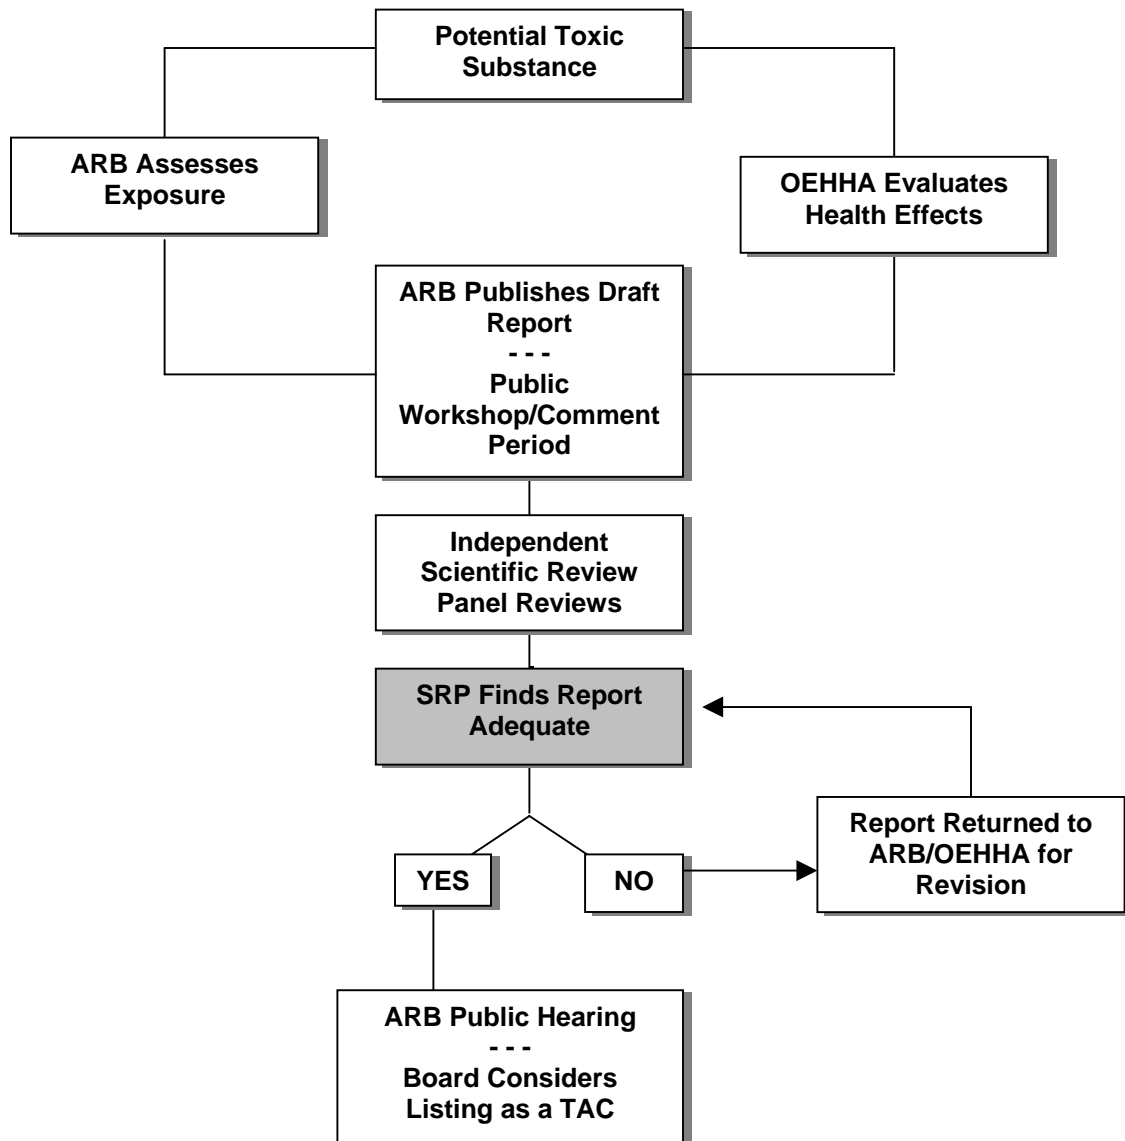 Potential Toxic
Substance
ARB Assesses
Exposure
OEHHA Evaluates
Health Effects
ARB Publishes Draft
Report
- - -
Public
Workshop/Comment
Period
Independent
Scientific Review
Panel Reviews
SRP Finds Report
Adequate
YES
NO
Report Returned to
ARB/OEHHA for
Revision
ARB Public Hearing
- - -
Board Considers
Listing as a TAC